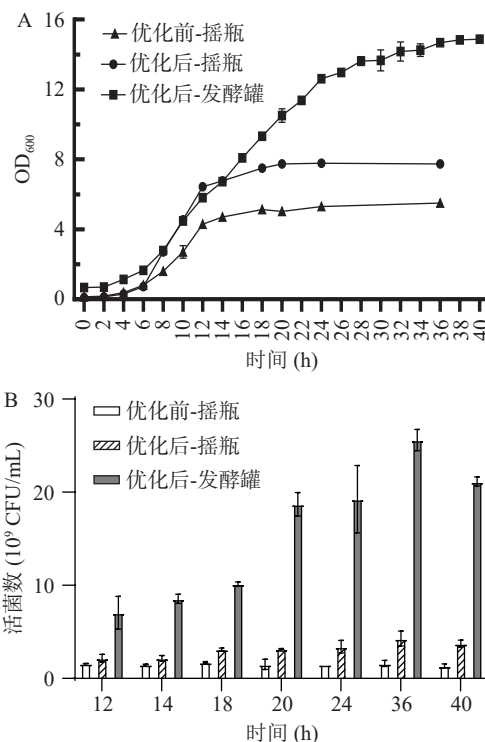 A
16
12
8
4
0
OD₆₀₀
优化前-摇瓶
优化后-摇瓶
优化后-发酵罐
0 2 4 6 8 10 12 14 16 18 20 22 24 26 28 30 32 34 36 38 40
时间 (h)
B
30
20
10
0
活菌数 (10⁹ CFU/mL)
优化前-摇瓶
优化后-摇瓶
优化后-发酵罐
12 14 18 20 24 36 40
时间 (h)